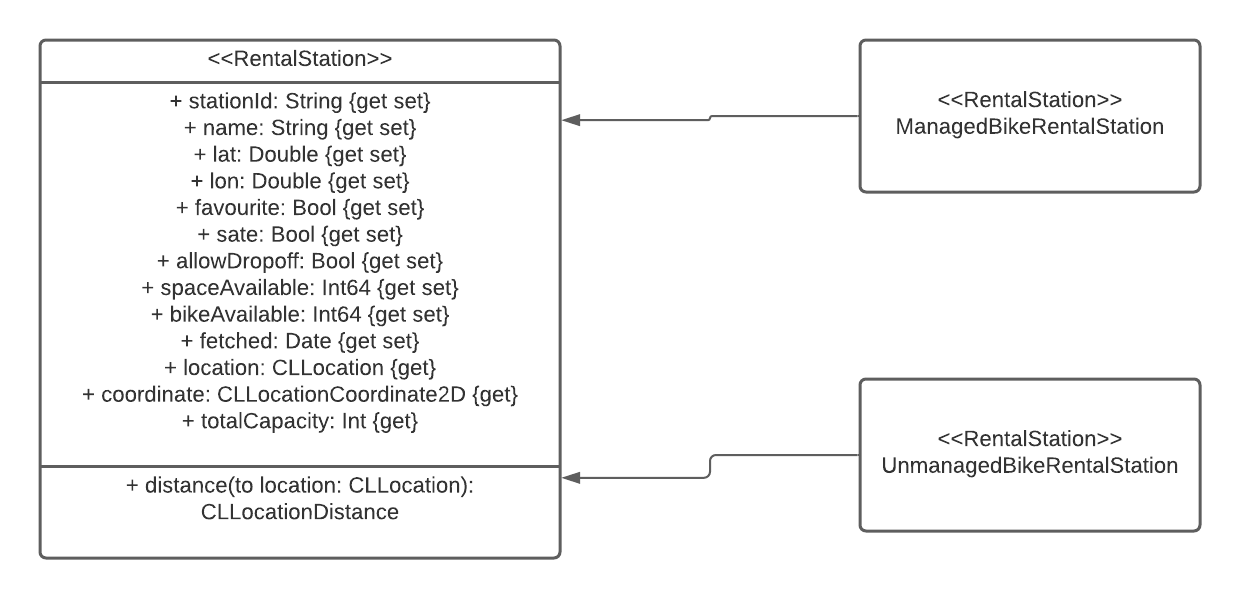 <<RentalStation>>
+ stationId: String {get set}
+ name: String {get set}
+ lat: Double {get set}
+ lon: Double {get set}
+ favourite: Bool {get set}
+ sate: Bool {get set}
+ allowDropoff: Bool {get set}
+ spaceAvailable: Int64 {get set}
+ bikeAvailable: Int64 {get set}
+ fetched: Date {get set}
+ location: CLLocation {get}
+ coordinate: CLLocationCoordinate2D {get}
+ totalCapacity: Int {get}
+ distance(to location: CLLocation):
CLLocationDistance
<<RentalStation>>
ManagedBikeRentalStation
<<RentalStation>>
UnmanagedBikeRentalStation